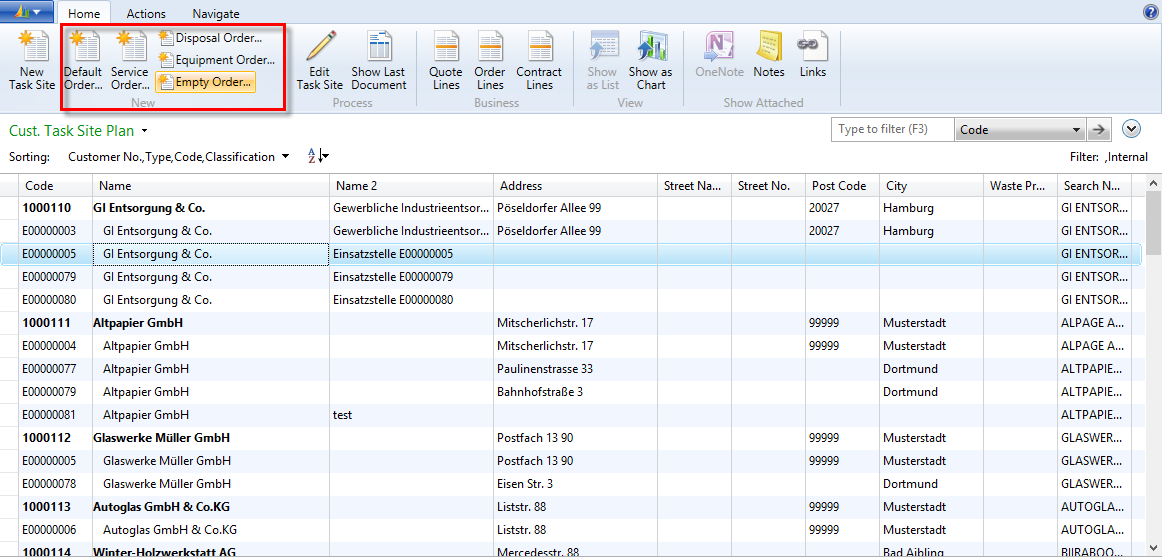 Home Actions Navigate
New Task Site Default Order... Service Order... Disposal Order... Equipment Order... Empty Order... Edit Task Site Show Last Document Quote Lines Order Lines Contract Lines Show as List Show as Chart OneNote Notes Links
New Process Business View Show Attached
Cust. Task Site Plan Type to filter (F3) Code
Sorting: Customer No.,Type,Code,Classification A Z Filter: ,Internal
Code Name Name 2 Address Street Na... Street No. Post Code City Waste Pr... Search N...
1000110 GI Entsorgung & Co. Gewerbliche Industrieentsor... Pöseldorfer Allee 99 20027 Hamburg GI ENTSOR...
E00000003 GI Entsorgung & Co. Gewerbliche Industrieentsor... Pöseldorfer Allee 99 20027 Hamburg GI ENTSOR...
E00000005 GI Entsorgung & Co. Einsatzstelle E00000005 GI ENTSOR...
E00000079 GI Entsorgung & Co. Einsatzstelle E00000079 GI ENTSOR...
E00000080 GI Entsorgung & Co. Einsatzstelle E00000080 GI ENTSOR...
1000111 Altpapier GmbH Mitscherlichstr. 17 99999 Musterstadt ALPAGE A...
E00000004 Altpapier GmbH Mitscherlichstr. 17 99999 Musterstadt ALPAGE A...
E00000077 Altpapier GmbH Paulinenstrasse 33 Dortmund ALTPAPIE...
E00000079 Altpapier GmbH Bahnhofstraße 3 Dortmund ALTPAPIE...
E00000081 Altpapier GmbH test ALTPAPIE...
1000112 Glaswerke Müller GmbH Postfach 13 90 99999 Musterstadt GLASWER...
E00000005 Glaswerke Müller GmbH Postfach 13 90 99999 Musterstadt GLASWER...
E00000078 Glaswerke Müller GmbH Eisen Str. 3 Dortmund GLASWER...
1000113 Autoglas GmbH & Co.KG Liststr. 88 99999 Musterstadt AUTOGLA...
E00000006 Autoglas GmbH & Co.KG Liststr. 88 99999 Musterstadt AUTOGLA...
1000114 Winter-Holzwerkstatt AG Mercedesstr. 88 Bad Aibling